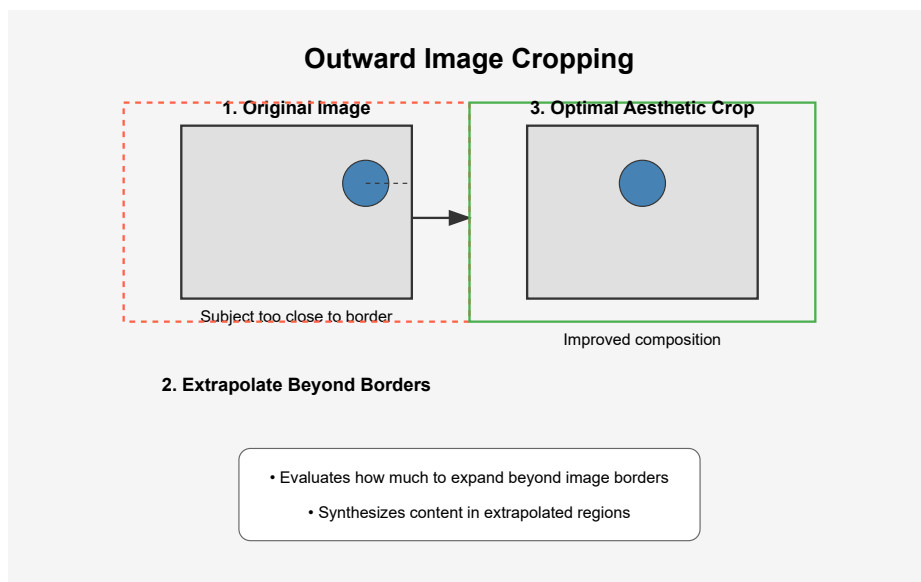 Outward Image Cropping
1. Original Image
3. Optimal Aesthetic Crop
Subject too close to border
Improved composition
2. Extrapolate Beyond Borders
• Evaluates how much to expand beyond image borders
• Synthesizes content in extrapolated regions